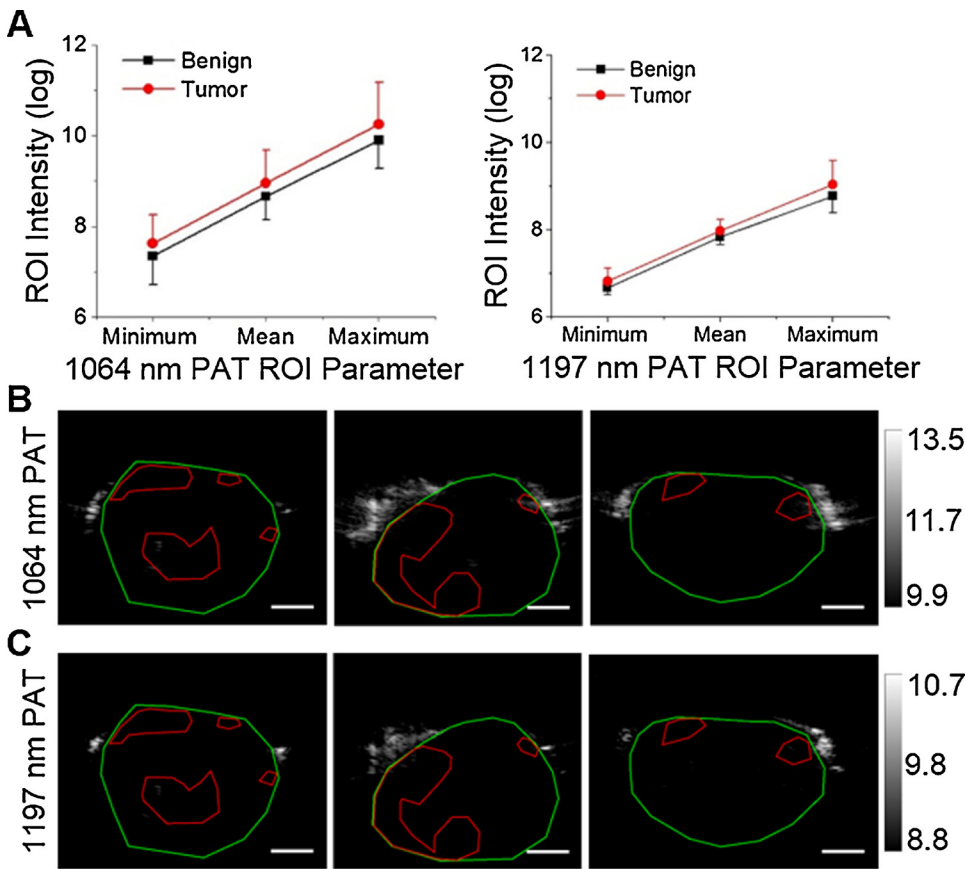 A
12
10
8
6
ROI Intensity (log)
Benign
Tumor
Minimum Mean Maximum
1064 nm PAT ROI Parameter
12
10
8
6
ROI Intensity (log)
Benign
Tumor
Minimum Mean Maximum
1197 nm PAT ROI Parameter
B
1064 nm PAT
13.5
11.7
9.9
C
1197 nm PAT
10.7
9.8
8.8